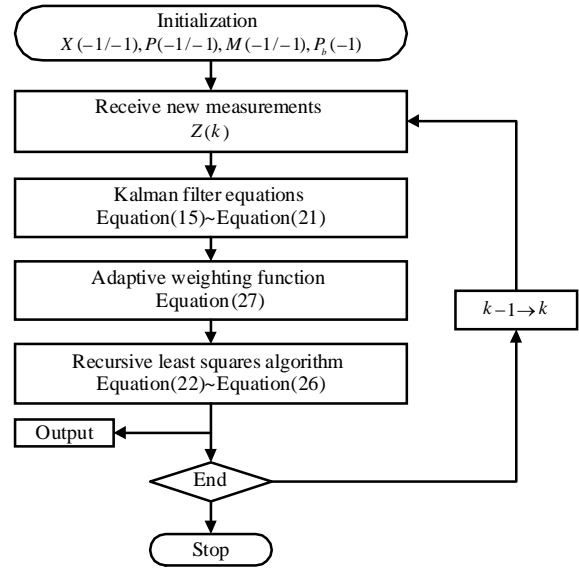 Initialization
X(−1/−1),P(−1/−1),M(−1/−1),P_b(−1)
Receive new measurements
Z(k)
Kalman filter equations
Equation(15)~Equation(21)
Adaptive weighting function
Equation(27)
k−1→k
Recursive least squares algorithm
Equation(22)~Equation(26)
Output
End
Stop